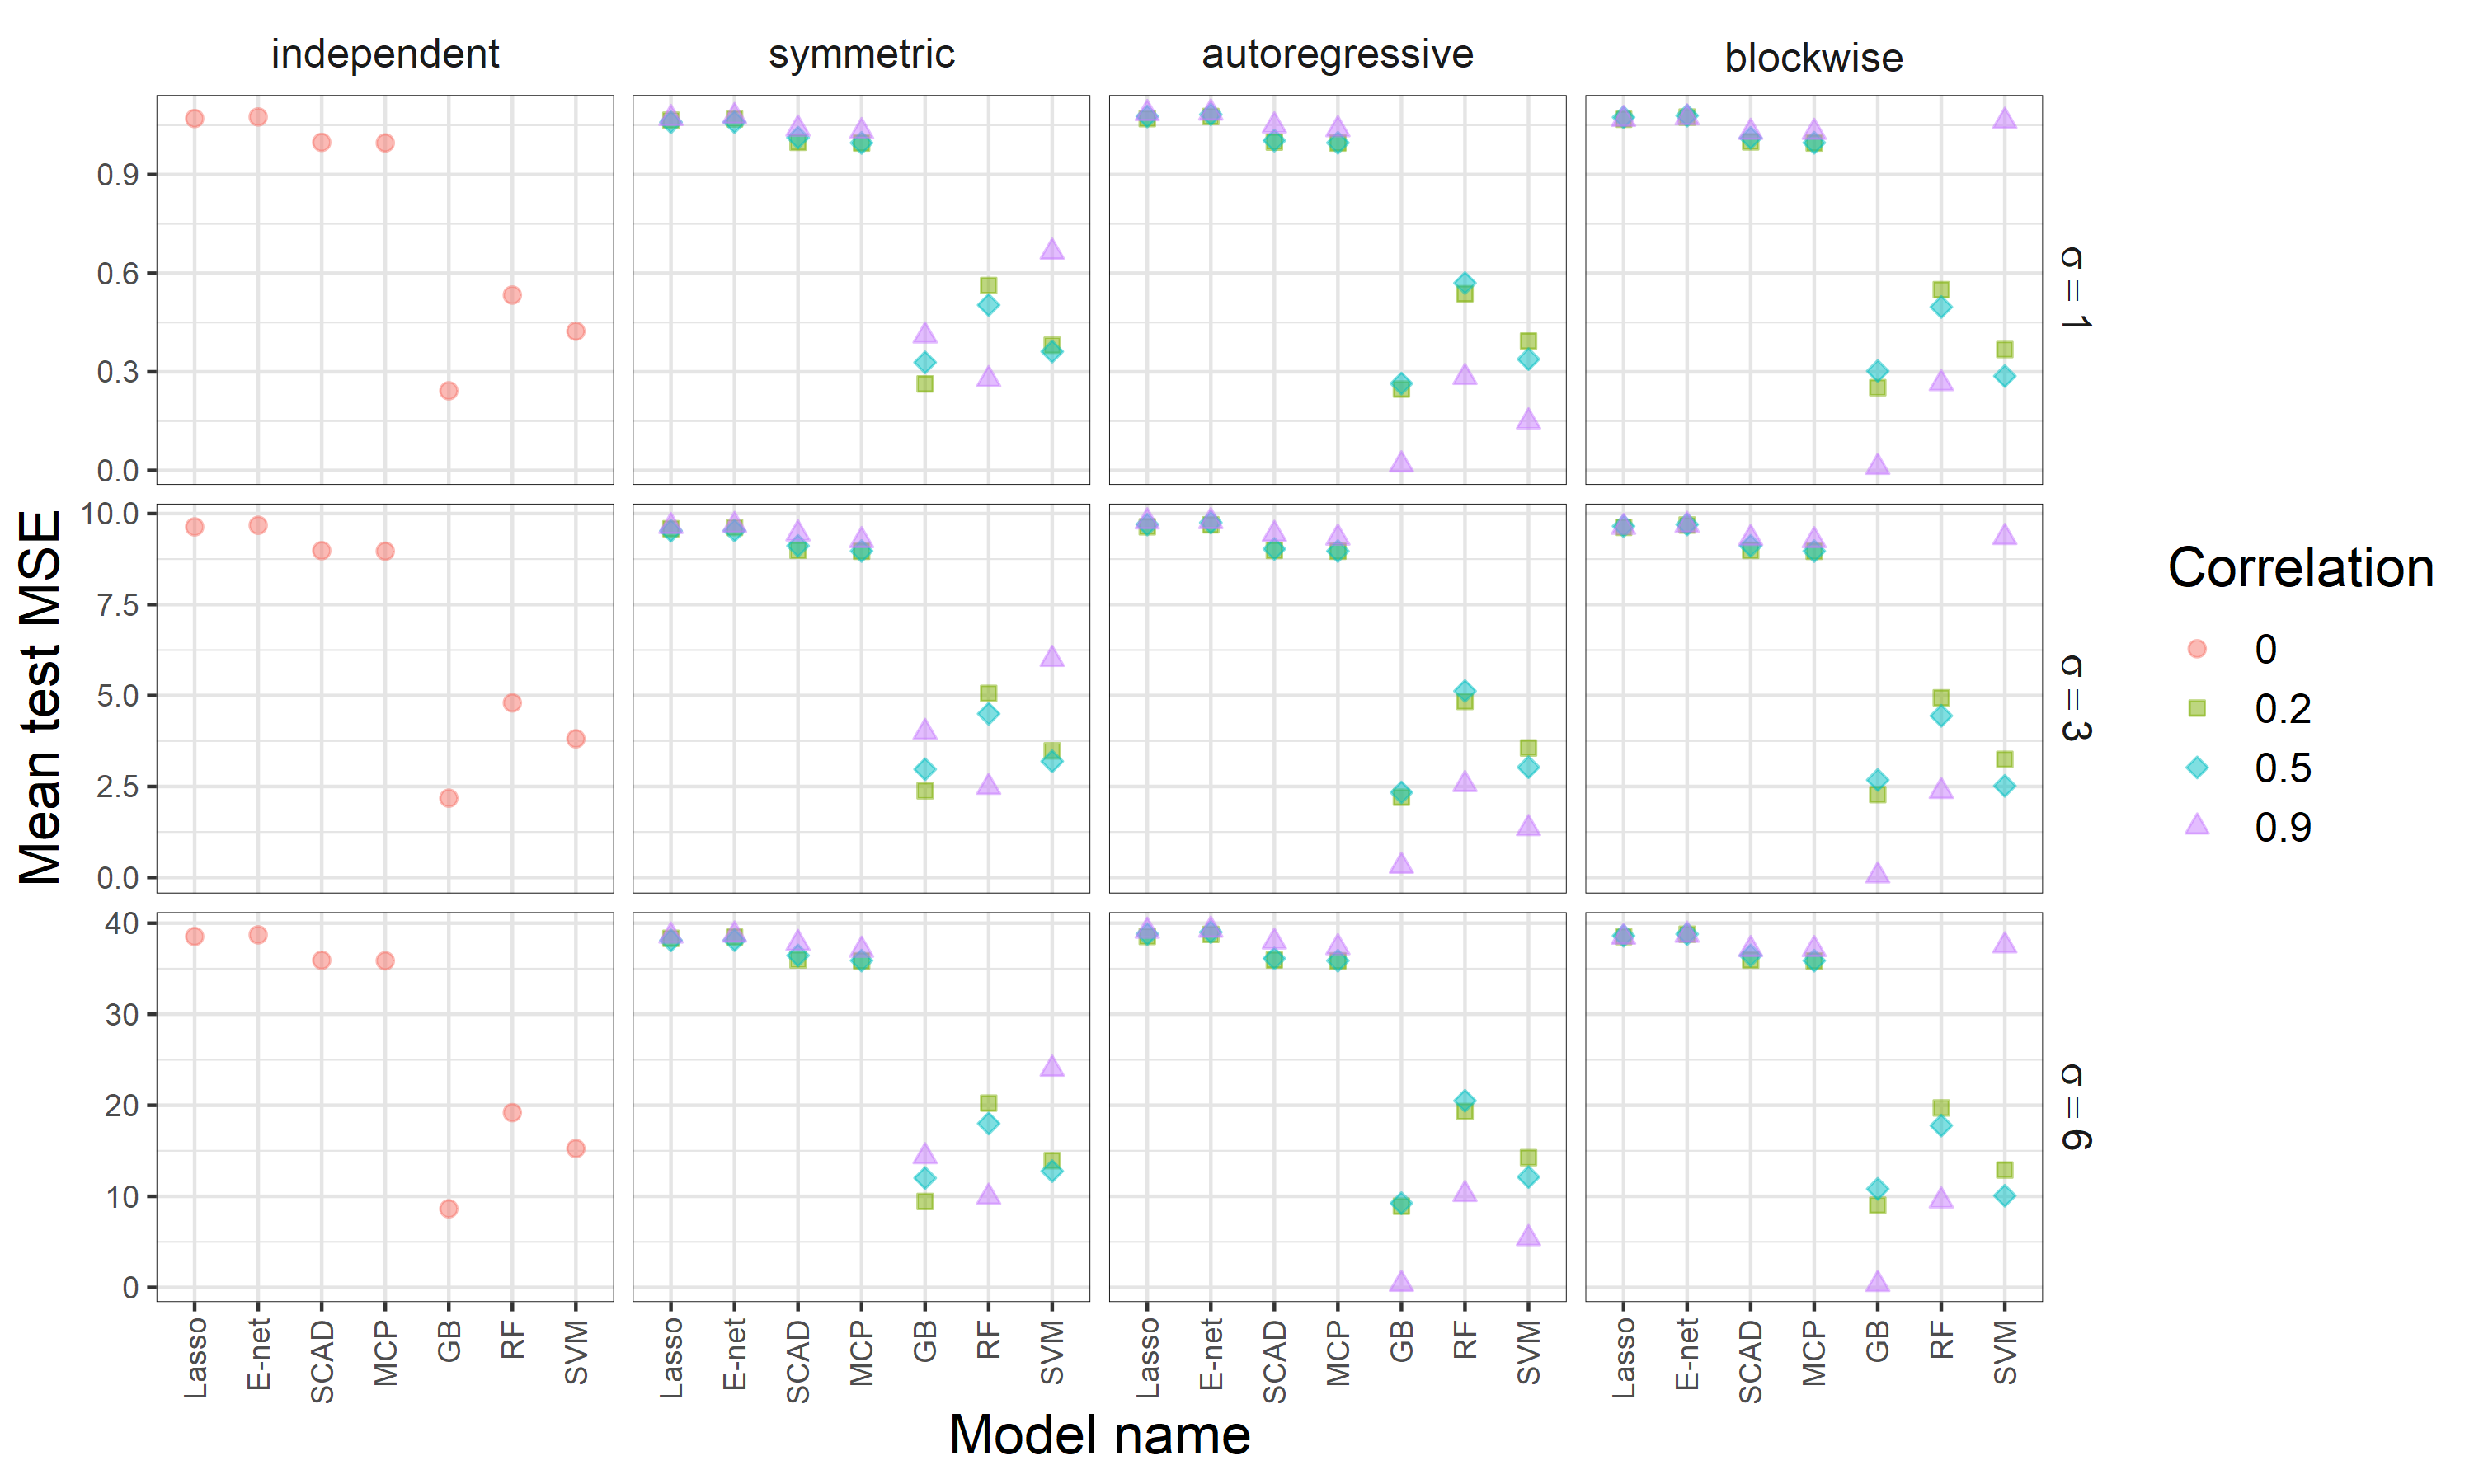 independent
symmetric
autoregressive
blockwise
Mean test MSE
0.9
0.6
0.3
0.0
σ = 1
10.0
7.5
5.0
2.5
0.0
σ = 3
40
30
20
10
0
σ = 6
Lasso
E-net
SCAD
MCP
GB
RF
SVM
Lasso
E-net
SCAD
MCP
GB
RF
SVM
Lasso
E-net
SCAD
MCP
GB
RF
SVM
Lasso
E-net
SCAD
MCP
GB
RF
SVM
Model name
Correlation
0
0.2
0.5
0.9